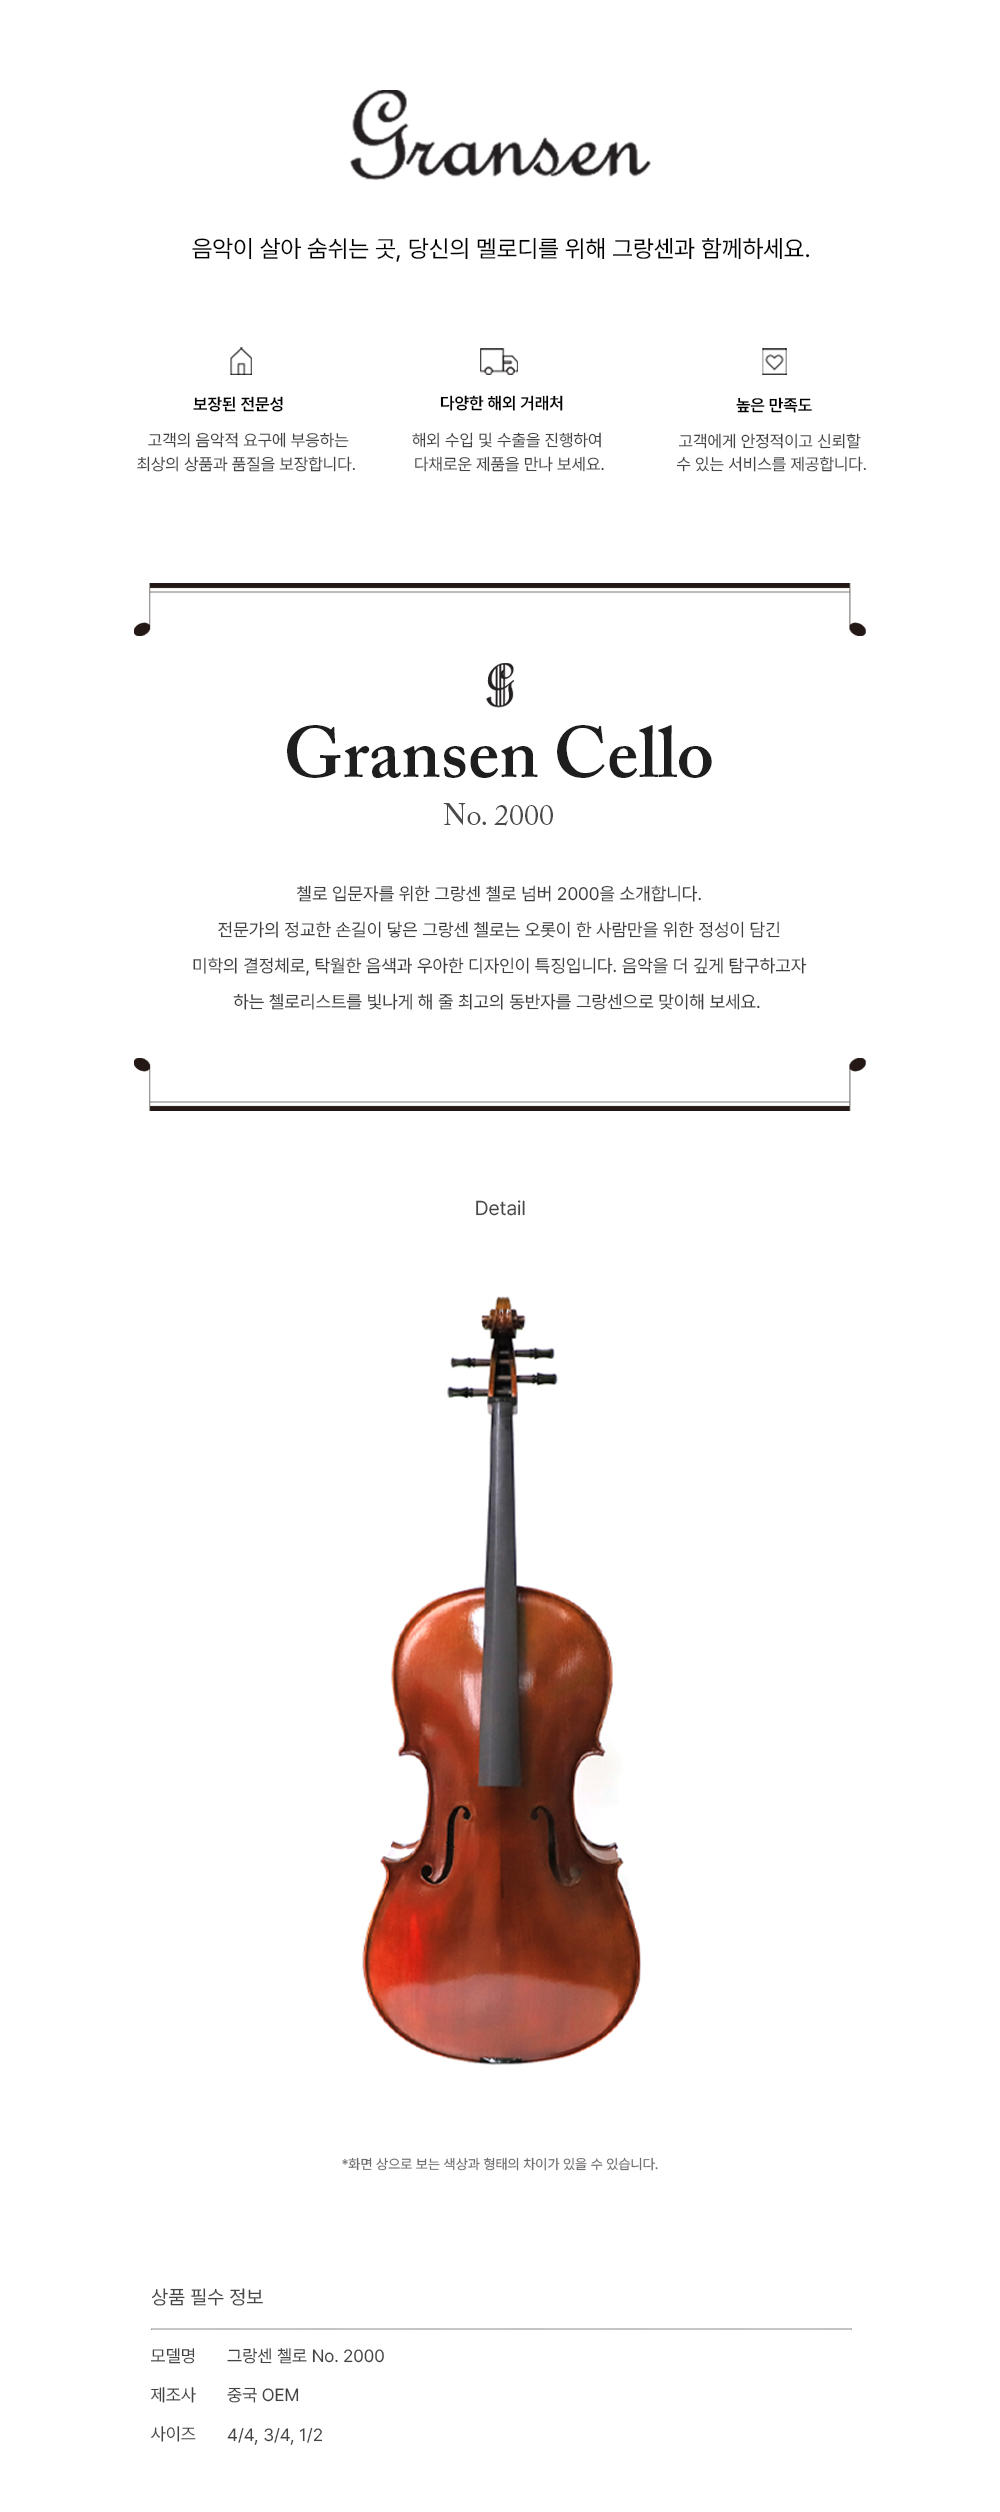 Gransen
음악이 살아 숨쉬는 곳, 당신의 멜로디를 위해 그랑센과 함께하세요.
보장된 전문성
고객의 음악적 요구에 부응하는
최상의 상품과 품질을 보장합니다.
다양한 해외 거래처
해외 수입 및 수출을 진행하여
다채로운 제품을 만나 보세요.
높은 만족도
고객에게 안정적이고 신뢰할
수 있는 서비스를 제공합니다.
Gransen Cello
No. 2000
첼로 입문자를 위한 그랑센 첼로 넘버 2000을 소개합니다.
전문가의 정교한 손길이 닿은 그랑센 첼로는 오롯이 한 사람만을 위한 정성이 담긴
미학의 결정체로, 탁월한 음색과 우아한 디자인이 특징입니다. 음악을 더 깊게 탐구하고자
하는 첼로리스트를 빛나게 해 줄 최고의 동반자를 그랑센으로 맞이해 보세요.
Detail
*화면 상으로 보는 색상과 형태의 차이가 있을 수 있습니다.
상품 필수 정보
모델명 그랑센 첼로 No. 2000
제조사 중국 OEM
사이즈 4/4, 3/4, 1/2